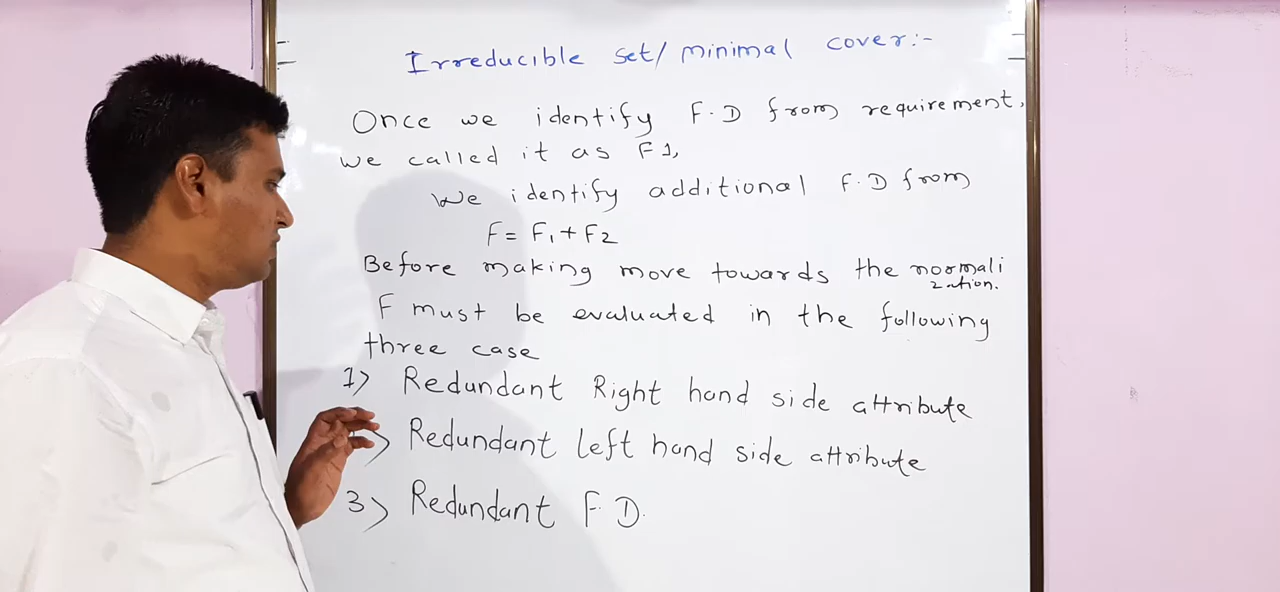 Irreducible set/minimal cover:-
Once we identify F.D from requirement,
we called it as F1,
We identify additional F.D from
F= F1+F2
Before making move towards the normali
zation.
F must be evaluated in the following
three case
1) Redundant Right hand side attribute
) Redundant left hand side attribute
3) Redundant F.D.